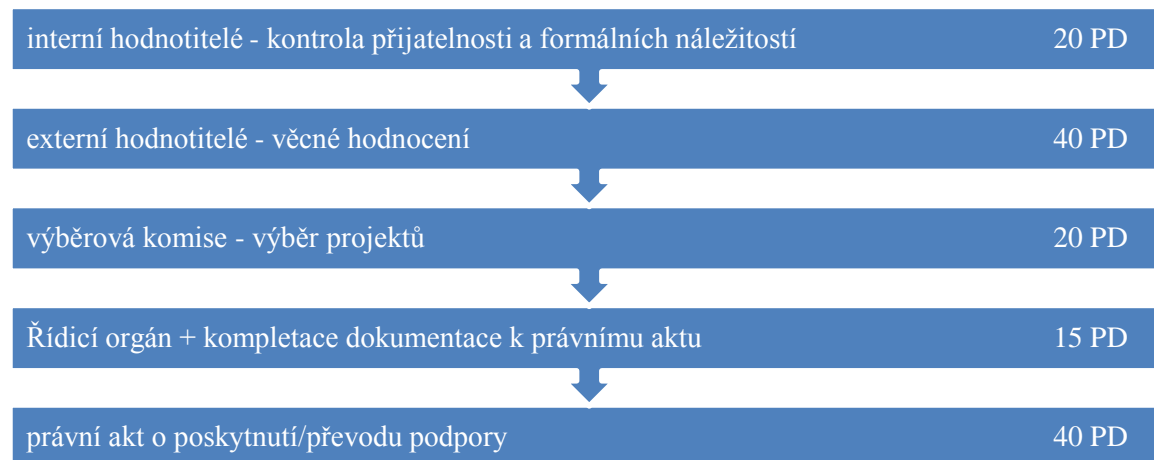 interní hodnotitelé - kontrola přijatelnosti a formálních náležitostí 20 PD
externí hodnotitelé - věcné hodnocení 40 PD
výběrová komise - výběr projektů 20 PD
Řídicí orgán + kompletace dokumentace k právnímu aktu 15 PD
právní akt o poskytnutí/převodu podpory 40 PD